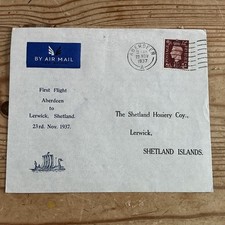 BY AIR MAIL
ABERDEEN
NOV
1937
First Flight
Aberdeen
to
Lerwick, Shetland.
23rd. Nov. 1937.
The Shetland Hosiery Coy.,
Lerwick,
SHETLAND ISLANDS.